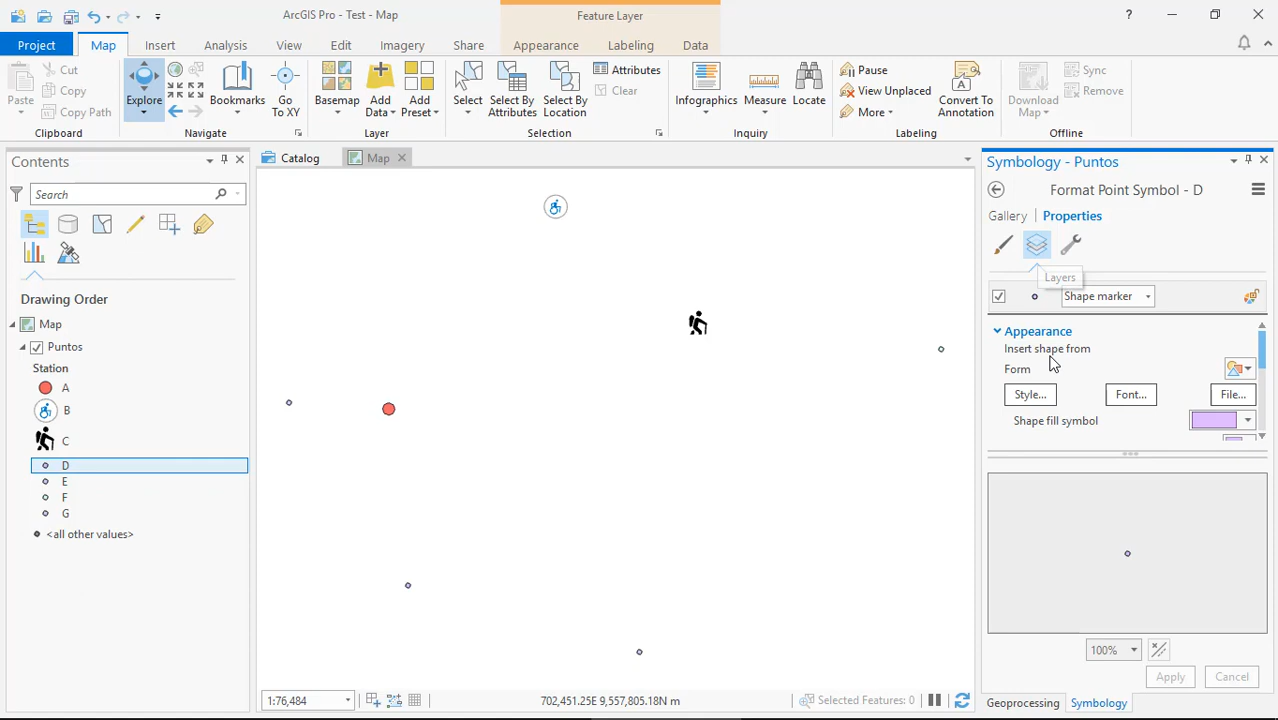 ArcGIS Pro - Test - Map
Feature Layer
?
Project
Map
Insert
Analysis
View
Edit
Imagery
Share
Appearance
Labeling
Data
Paste
Cut
Copy
Copy Path
Clipboard
Explore
Bookmarks
Go To XY
Navigate
Basemap
Add Data
Add Preset
Layer
Select
Select By Attributes
Select By Location
Attributes
Clear
Selection
Infographics
Measure
Locate
Inquiry
Pause
View Unplaced
More
Convert To Annotation
Labeling
Download Map
Sync
Remove
Offline
Contents
Search
Drawing Order
Map
Puntos
Station
A
B
C
D
E
F
G
<all other values>
Catalog
Map
1:76,484
702,451.25E 9,557,805.18N m
Selected Features: 0
Symbology - Puntos
Format Point Symbol - D
Gallery
Properties
Layers
Shape marker
Appearance
Insert shape from
Form
Style...
Font...
File...
Shape fill symbol
100%
Apply
Cancel
Geoprocessing
Symbology